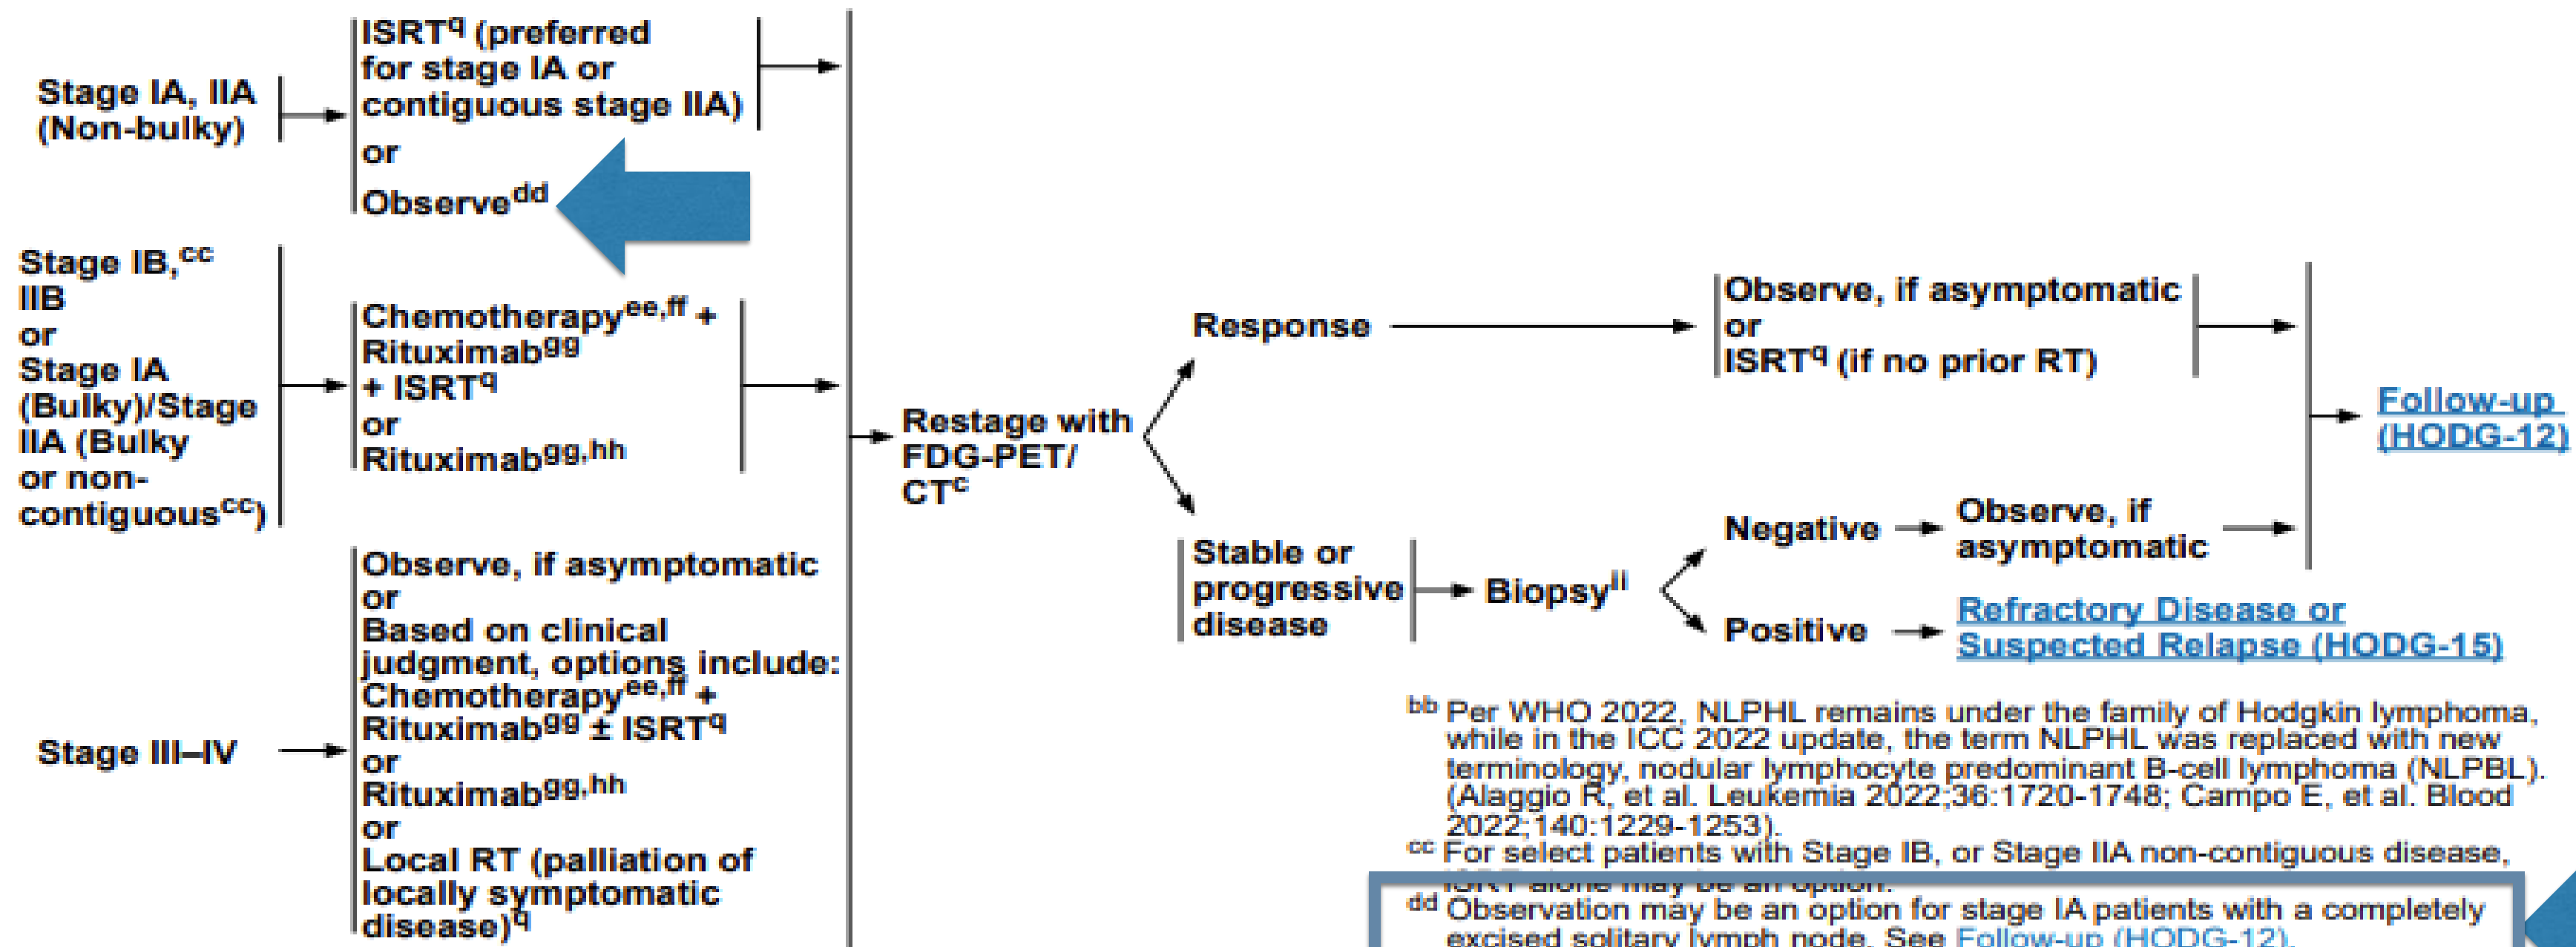 Stage IA, IIA
(Non-bulky)
ISRTq (preferred
for stage IA or
contiguous stage IIA)
or
Observedd
Stage IB,cc
IIB
or
Stage IA
(Bulky)/Stage
IIA (Bulky
or non-
contiguouscc)
Chemotherapyee,ff +
Rituximabgg
+ ISRTq
or
Rituximabgg,hh
Stage III–IV
Observe, if asymptomatic
or
Based on clinical
judgment, options include:
Chemotherapyee,ff +
Rituximabgg ± ISRTq
or
Rituximabgg,hh
or
Local RT (palliation of
locally symptomatic
disease)q
Restage with
FDG-PET/
CTc
Response
Observe, if asymptomatic
or
ISRTq (if no prior RT)
Stable or
progressive
disease
Biopsyii
Negative
Observe, if
asymptomatic
Positive
Refractory Disease or
Suspected Relapse (HODG-15)
Follow-up
(HODG-12)
bb Per WHO 2022, NLPHL remains under the family of Hodgkin lymphoma,
while in the ICC 2022 update, the term NLPHL was replaced with new
terminology, nodular lymphocyte predominant B-cell lymphoma (NLPBL).
(Alaggio R, et al. Leukemia 2022;36:1720-1748; Campo E, et al. Blood
2022;140:1229-1253).
cc For select patients with Stage IB, or Stage IIA non-contiguous disease,
ISRT alone may be an option.
dd Observation may be an option for stage IA patients with a completely
excised solitary lymph node. See Follow-up (HODG-12).